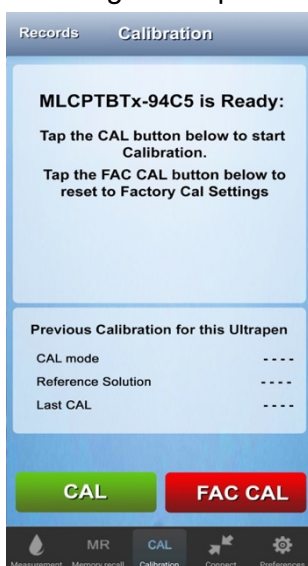 Records Calibration
MLCPTBTx-94C5 is Ready:
Tap the CAL button below to start
Calibration.
Tap the FAC CAL button below to
reset to Factory Cal Settings
Previous Calibration for this Ultrapen
CAL mode ----
Reference Solution ----
Last CAL ----
CAL FAC CAL
MR CAL
Measurement Memory recall Calibration Connect Preferences